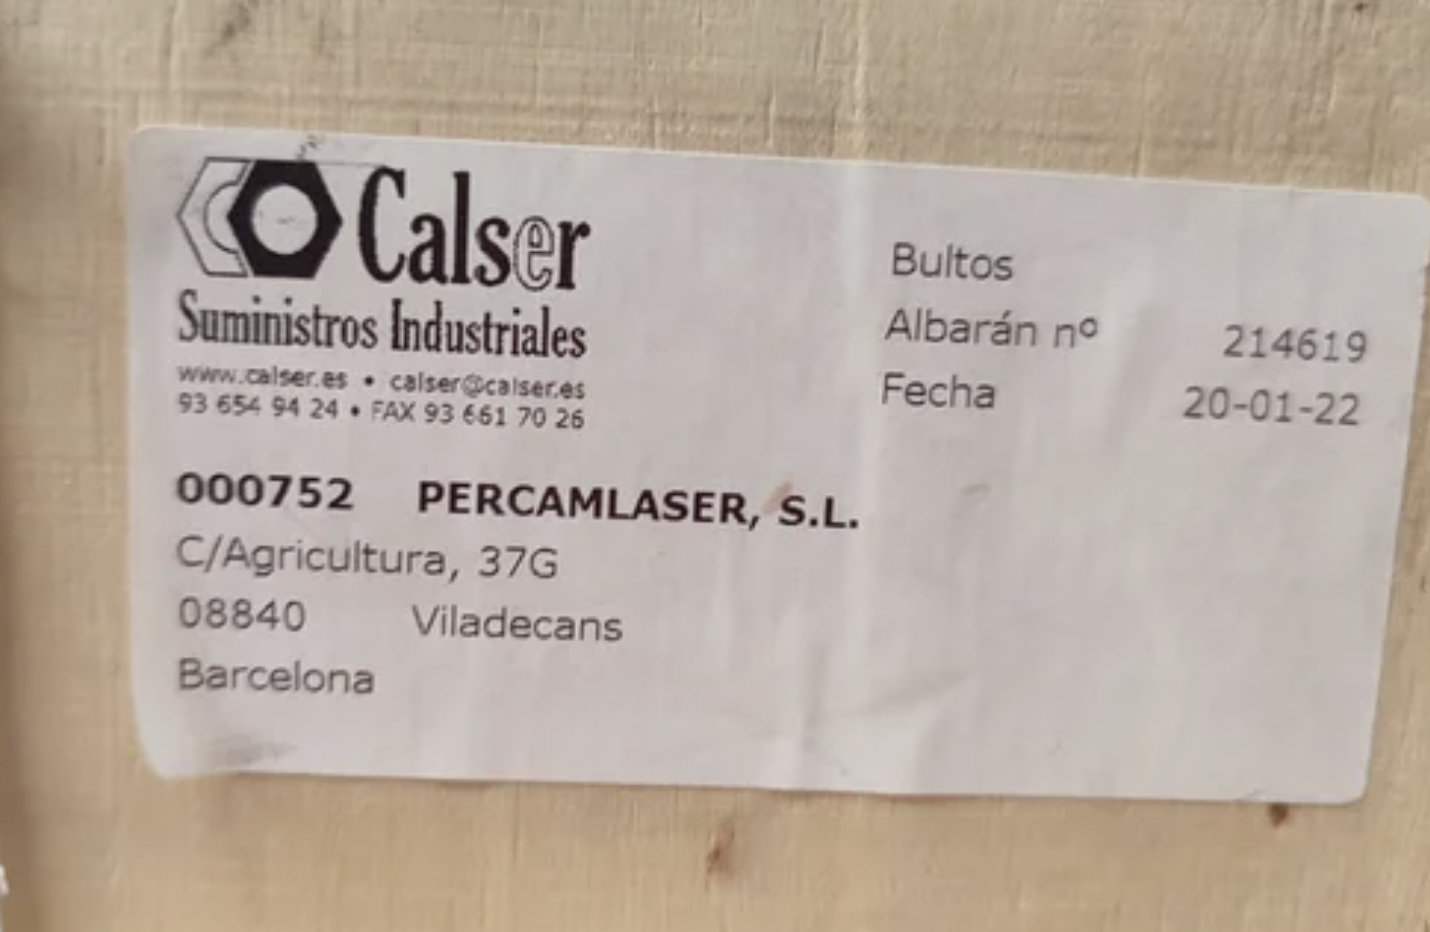 Calser
Suministros Industriales
www.calser.es • calser@calser.es
93 654 94 24 • FAX 93 661 70 26
Bultos
Albarán nº 214619
Fecha 20-01-22
000752 PERCAMLASER, S.L.
C/Agricultura, 37G
08840 Viladecans
Barcelona